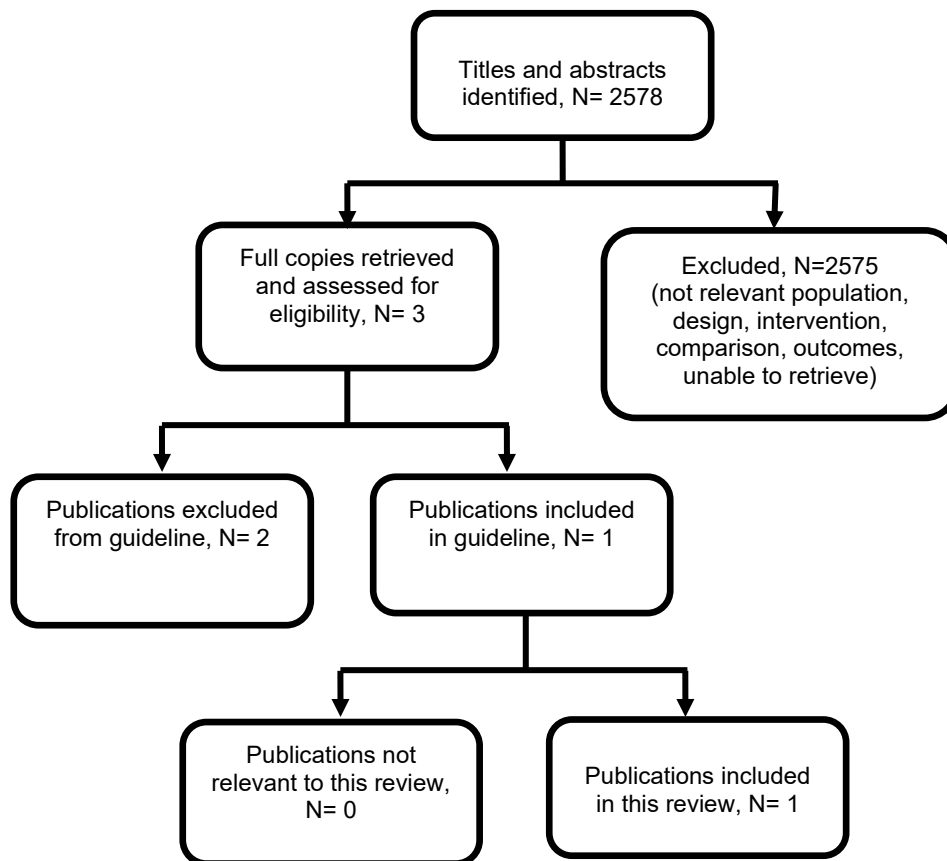 Titles and abstracts
identified, N= 2578
Full copies retrieved
and assessed for
eligibility, N= 3
Excluded, N=2575
(not relevant population,
design, intervention,
comparison, outcomes,
unable to retrieve)
Publications excluded
from guideline, N= 2
Publications included
in guideline, N= 1
Publications not
relevant to this review,
N= 0
Publications included
in this review, N= 1